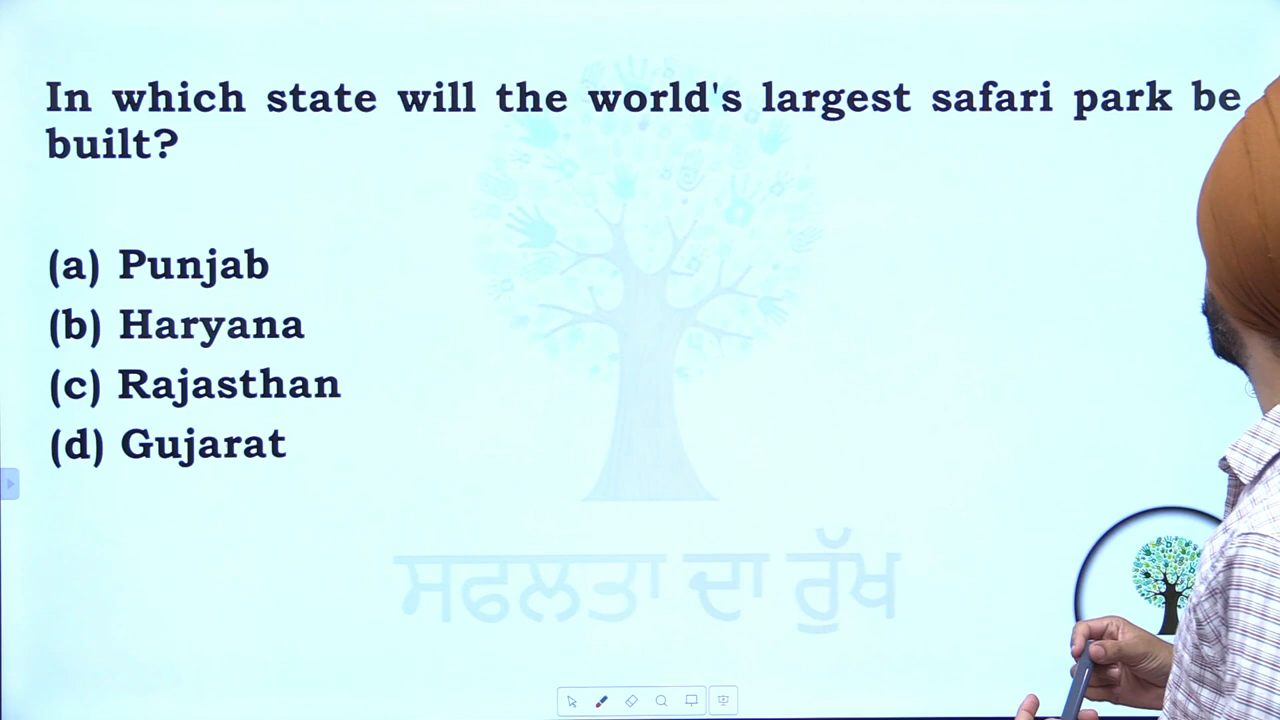 In which state will the world's largest safari park be
built?
(a) Punjab
(b) Haryana
(c) Rajasthan
(d) Gujarat
ਸਫਲਤਾ ਦਾ ਰੁੱਖ